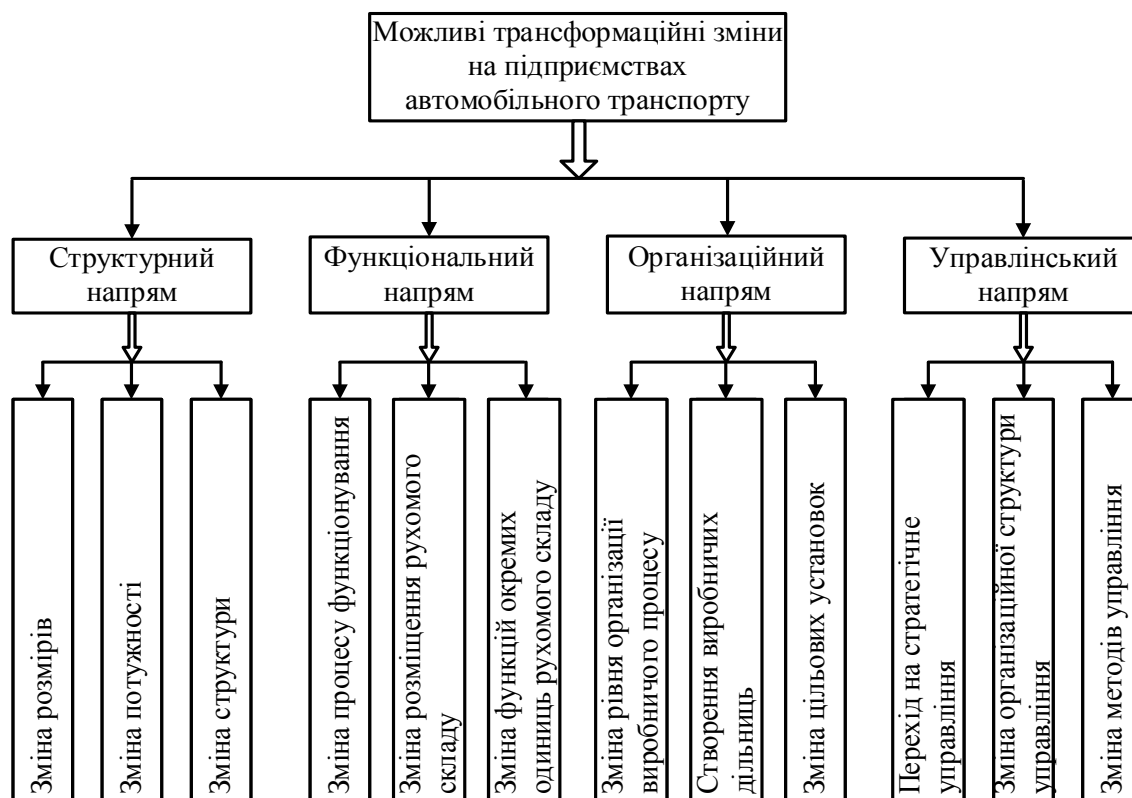 Можливі трансформаційні зміни
на підприємствах
автомобільного транспорту
Структурний
напрям
Функціональний
напрям
Організаційний
напрям
Управлінський
напрям
Зміна розмірів
Зміна потужності
Зміна структури
Зміна процесу функціонування
Зміна розміщення рухомого
складу
Зміна функцій окремих
одиниць рухомого складу
Зміна рівня організації
виробничого процесу
Створення виробничих
дільниць
Зміна цільових установок
Перехід на стратегічне
управління
Зміна організаційної структури
управління
Зміна методів управління